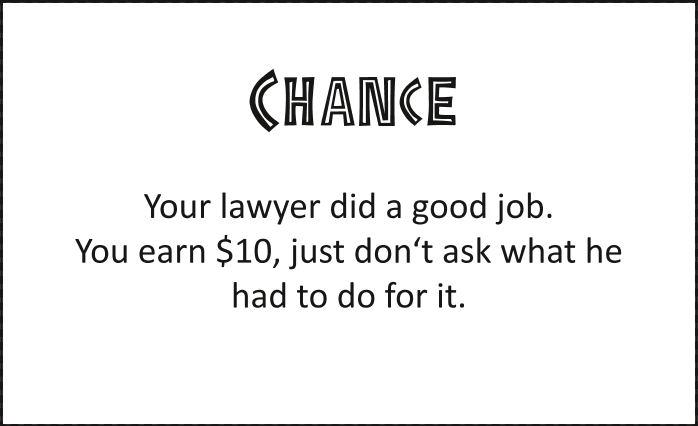 CHANCE
Your lawyer did a good job.
You earn $10, just don‘t ask what he
had to do for it.